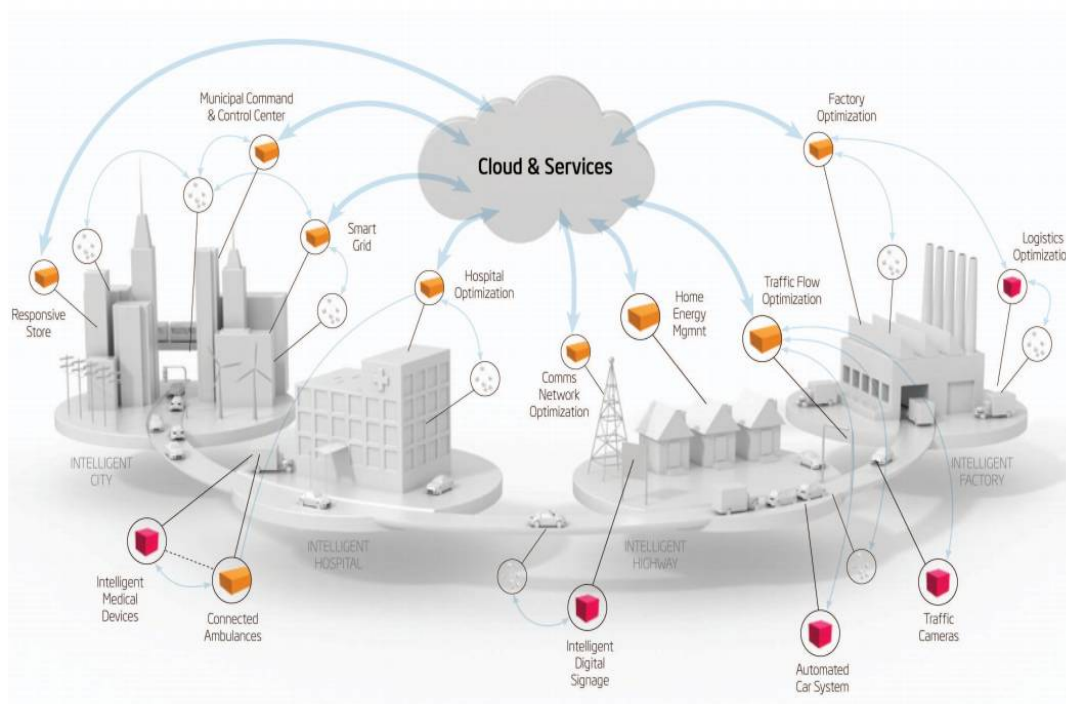 Municipal Command
& Control Center
Cloud & Services
Factory
Optimization
Smart
Grid
Logistics
Optimization
Hospital
Optimization
Home
Energy
Mgmnt
Traffic Flow
Optimization
Responsive
Store
Comms
Network
Optimization
INTELLIGENT
CITY
INTELLIGENT
FACTORY
INTELLIGENT
HOSPITAL
INTELLIGENT
HIGHWAY
Intelligent
Medical
Devices
Connected
Ambulances
Intelligent
Digital
Signage
Automated
Car System
Traffic
Cameras